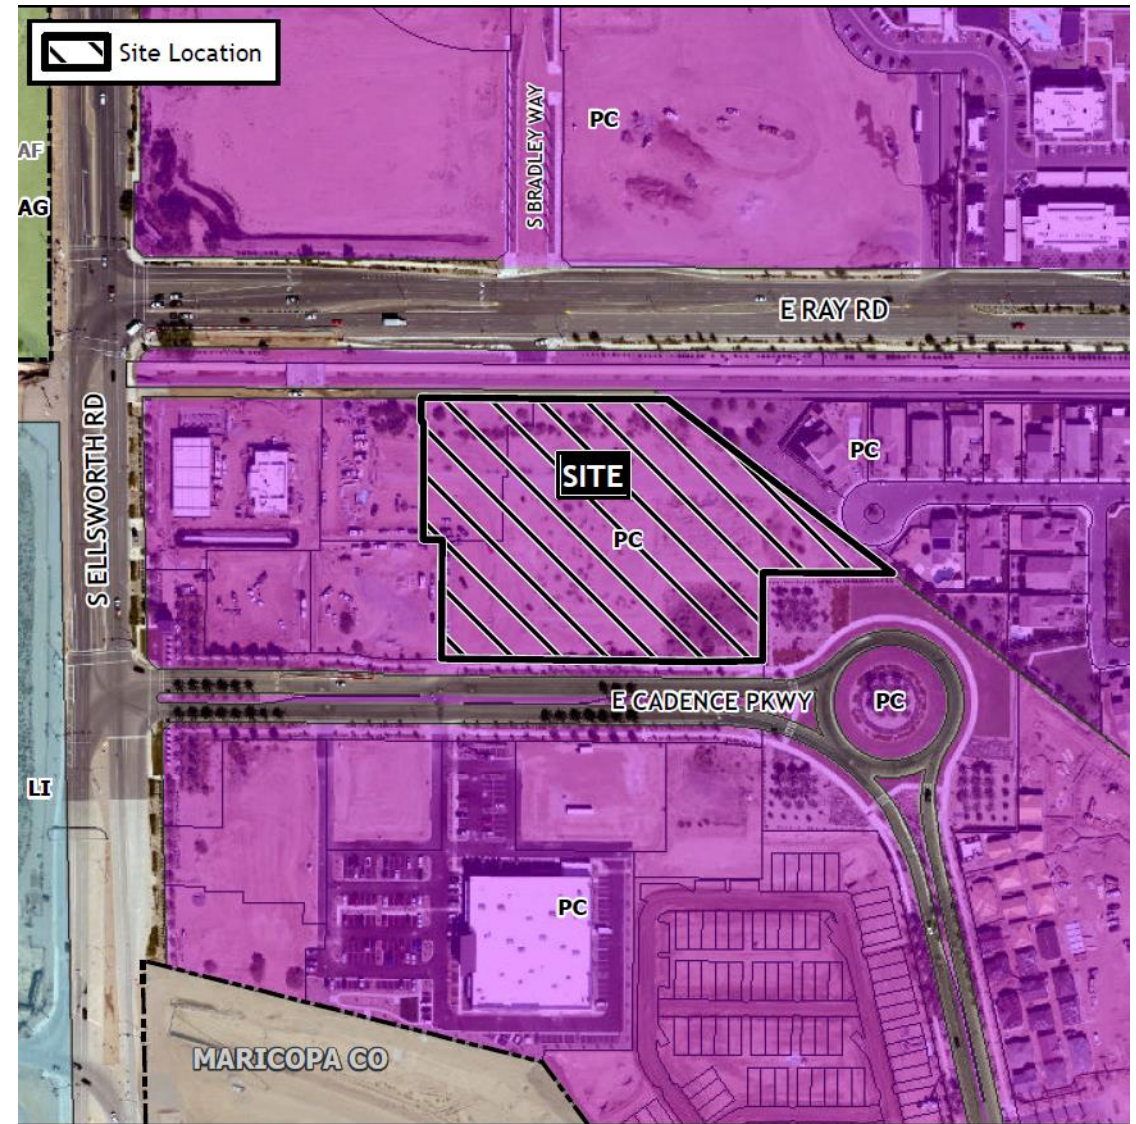 Site Location
PC
S BRADLEY WAY
AF
AG
E RAY RD
S ELLSWORTH RD
PC
SITE
PC
E CADENCE PKWY
PC
LI
PC
MARICOPA CO